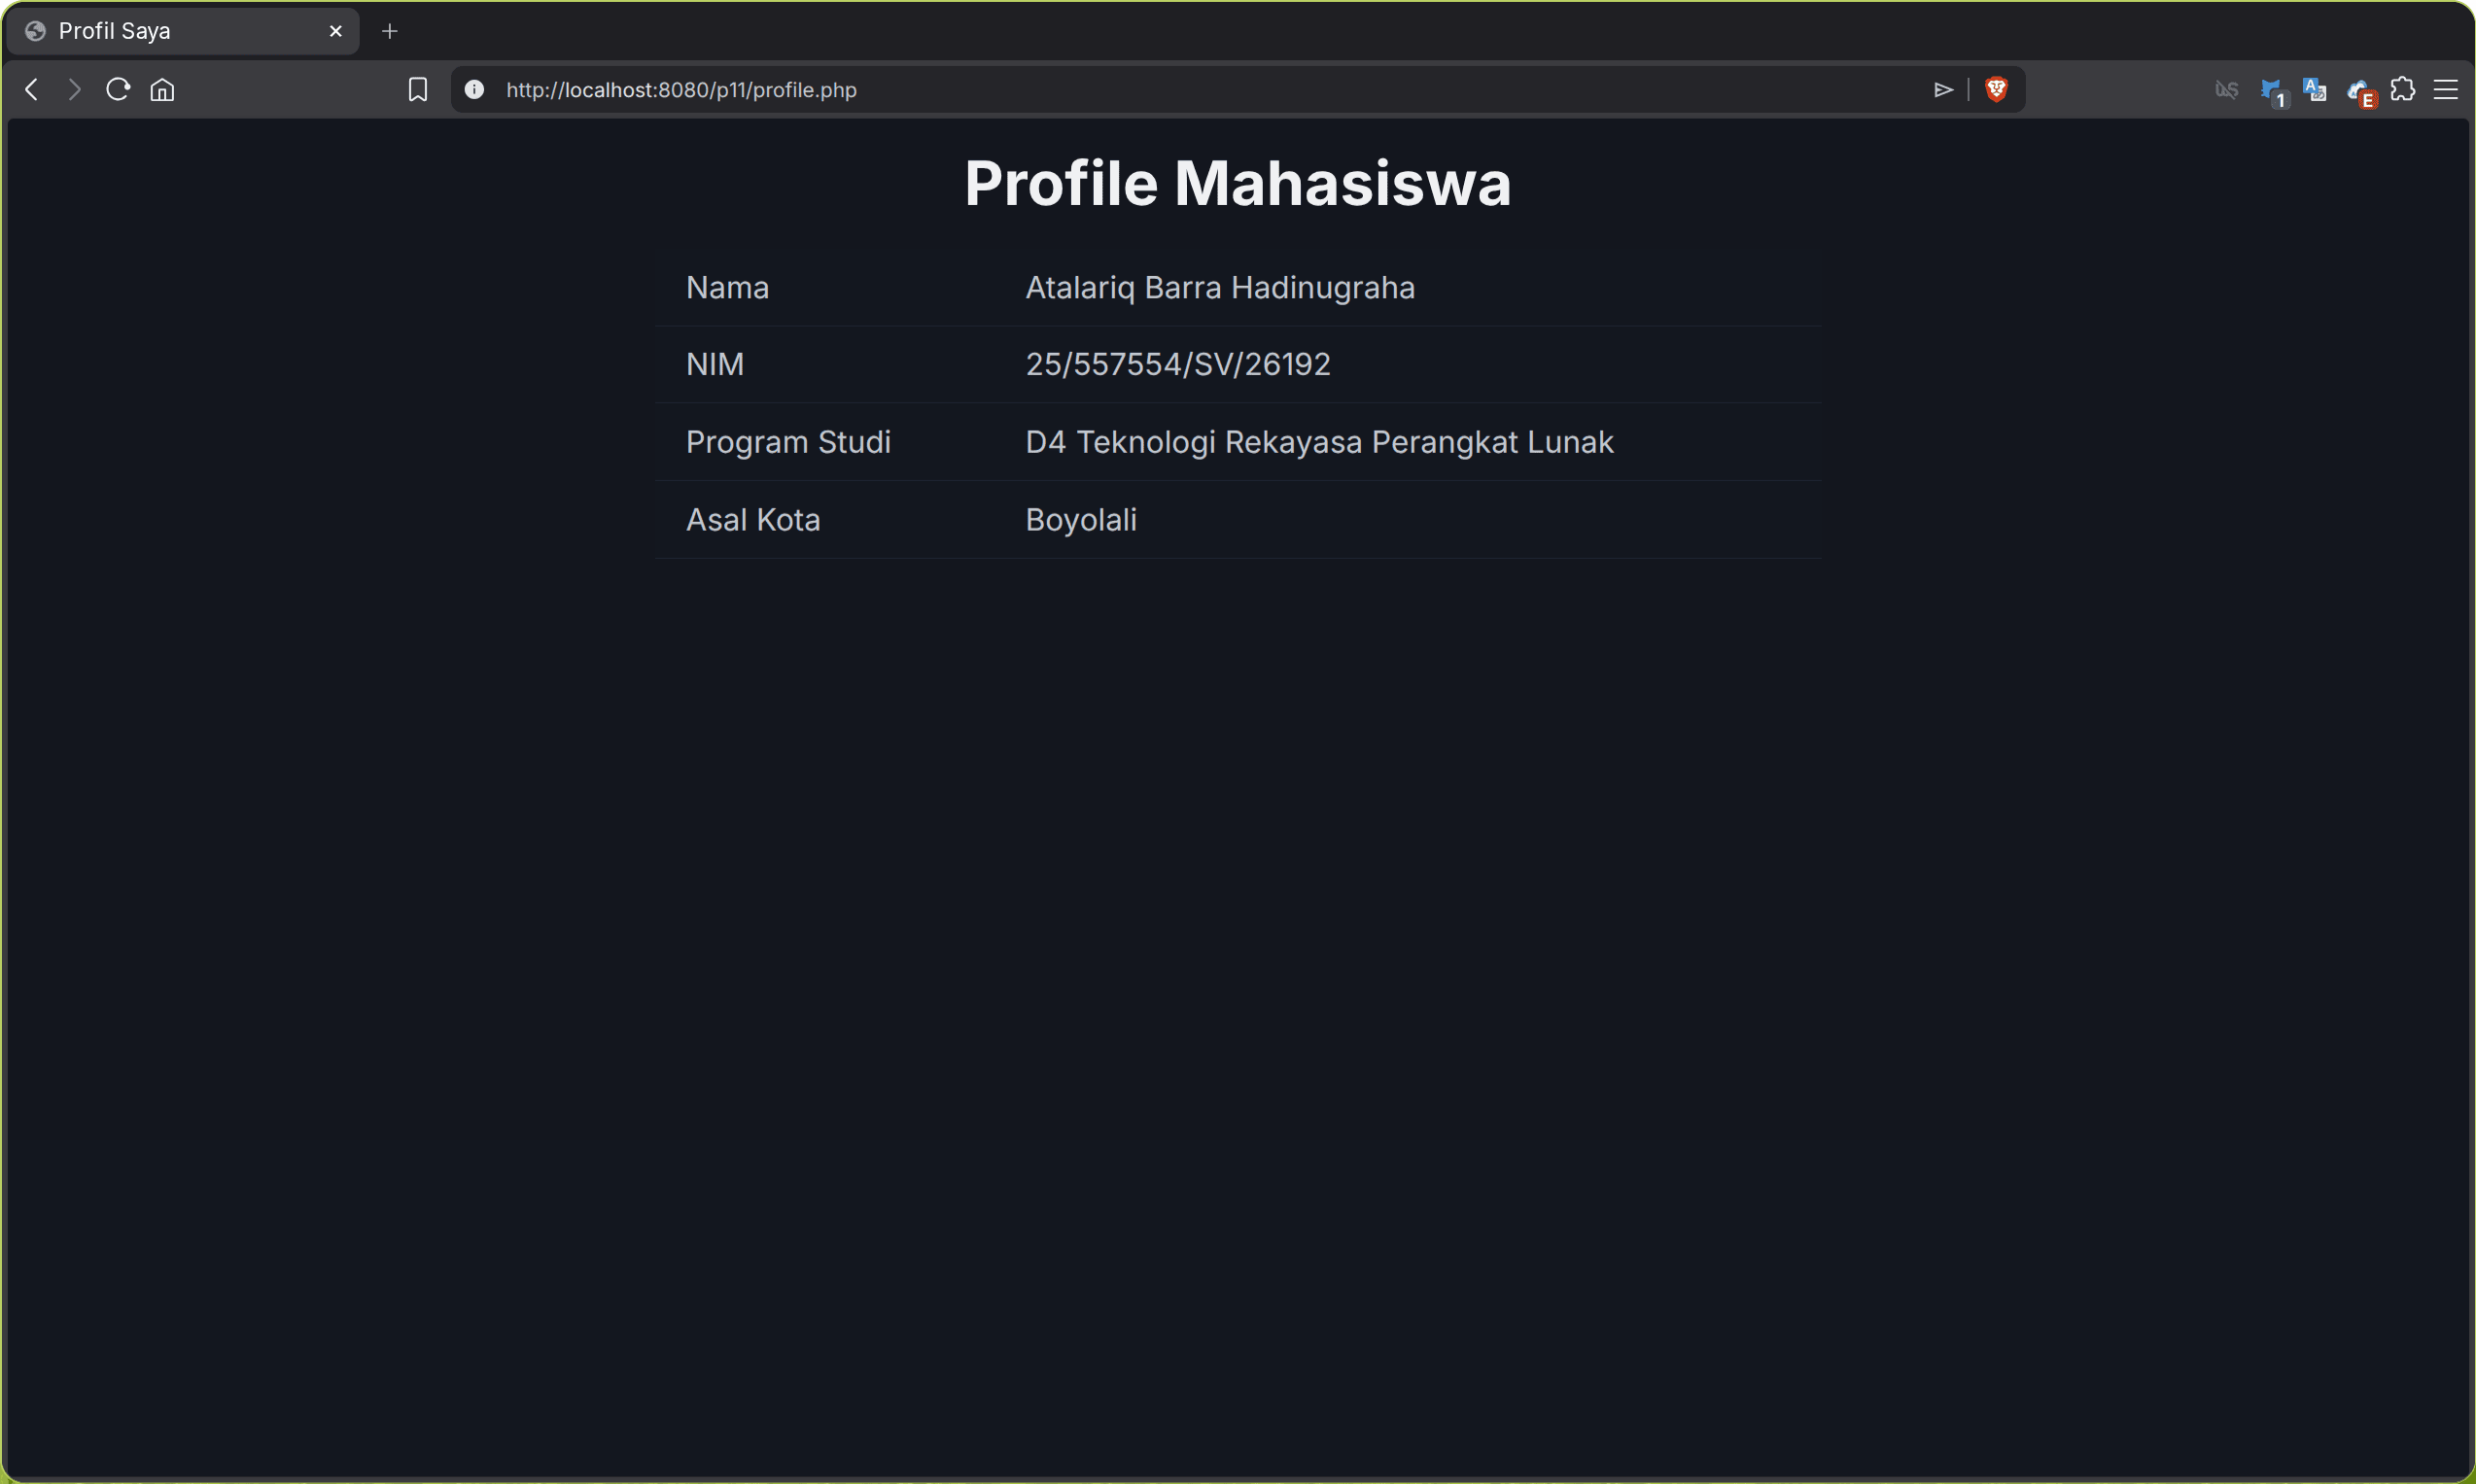 Profil Saya
http://localhost:8080/p11/profile.php
1
A
E
Profile Mahasiswa
Nama Atalariq Barra Hadinugraha
NIM 25/557554/SV/26192
Program Studi D4 Teknologi Rekayasa Perangkat Lunak
Asal Kota Boyolali